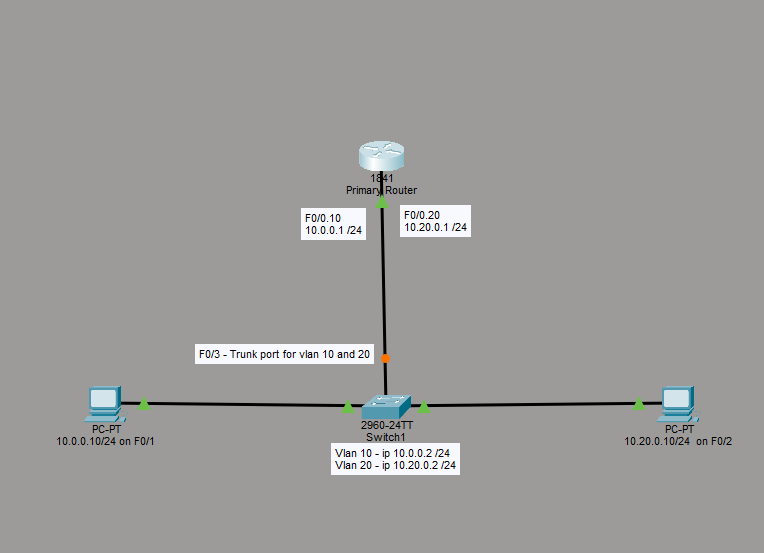 1841
Primary Router
F0/0.10
10.0.0.1 /24
F0/0.20
10.20.0.1 /24
F0/3 - Trunk port for vlan 10 and 20
PC-PT
10.0.0.10/24 on F0/1
2960-24TT
Switch1
Vlan 10 - ip 10.0.0.2 /24
Vlan 20 - ip 10.20.0.2 /24
PC-PT
10.20.0.10/24 on F0/2